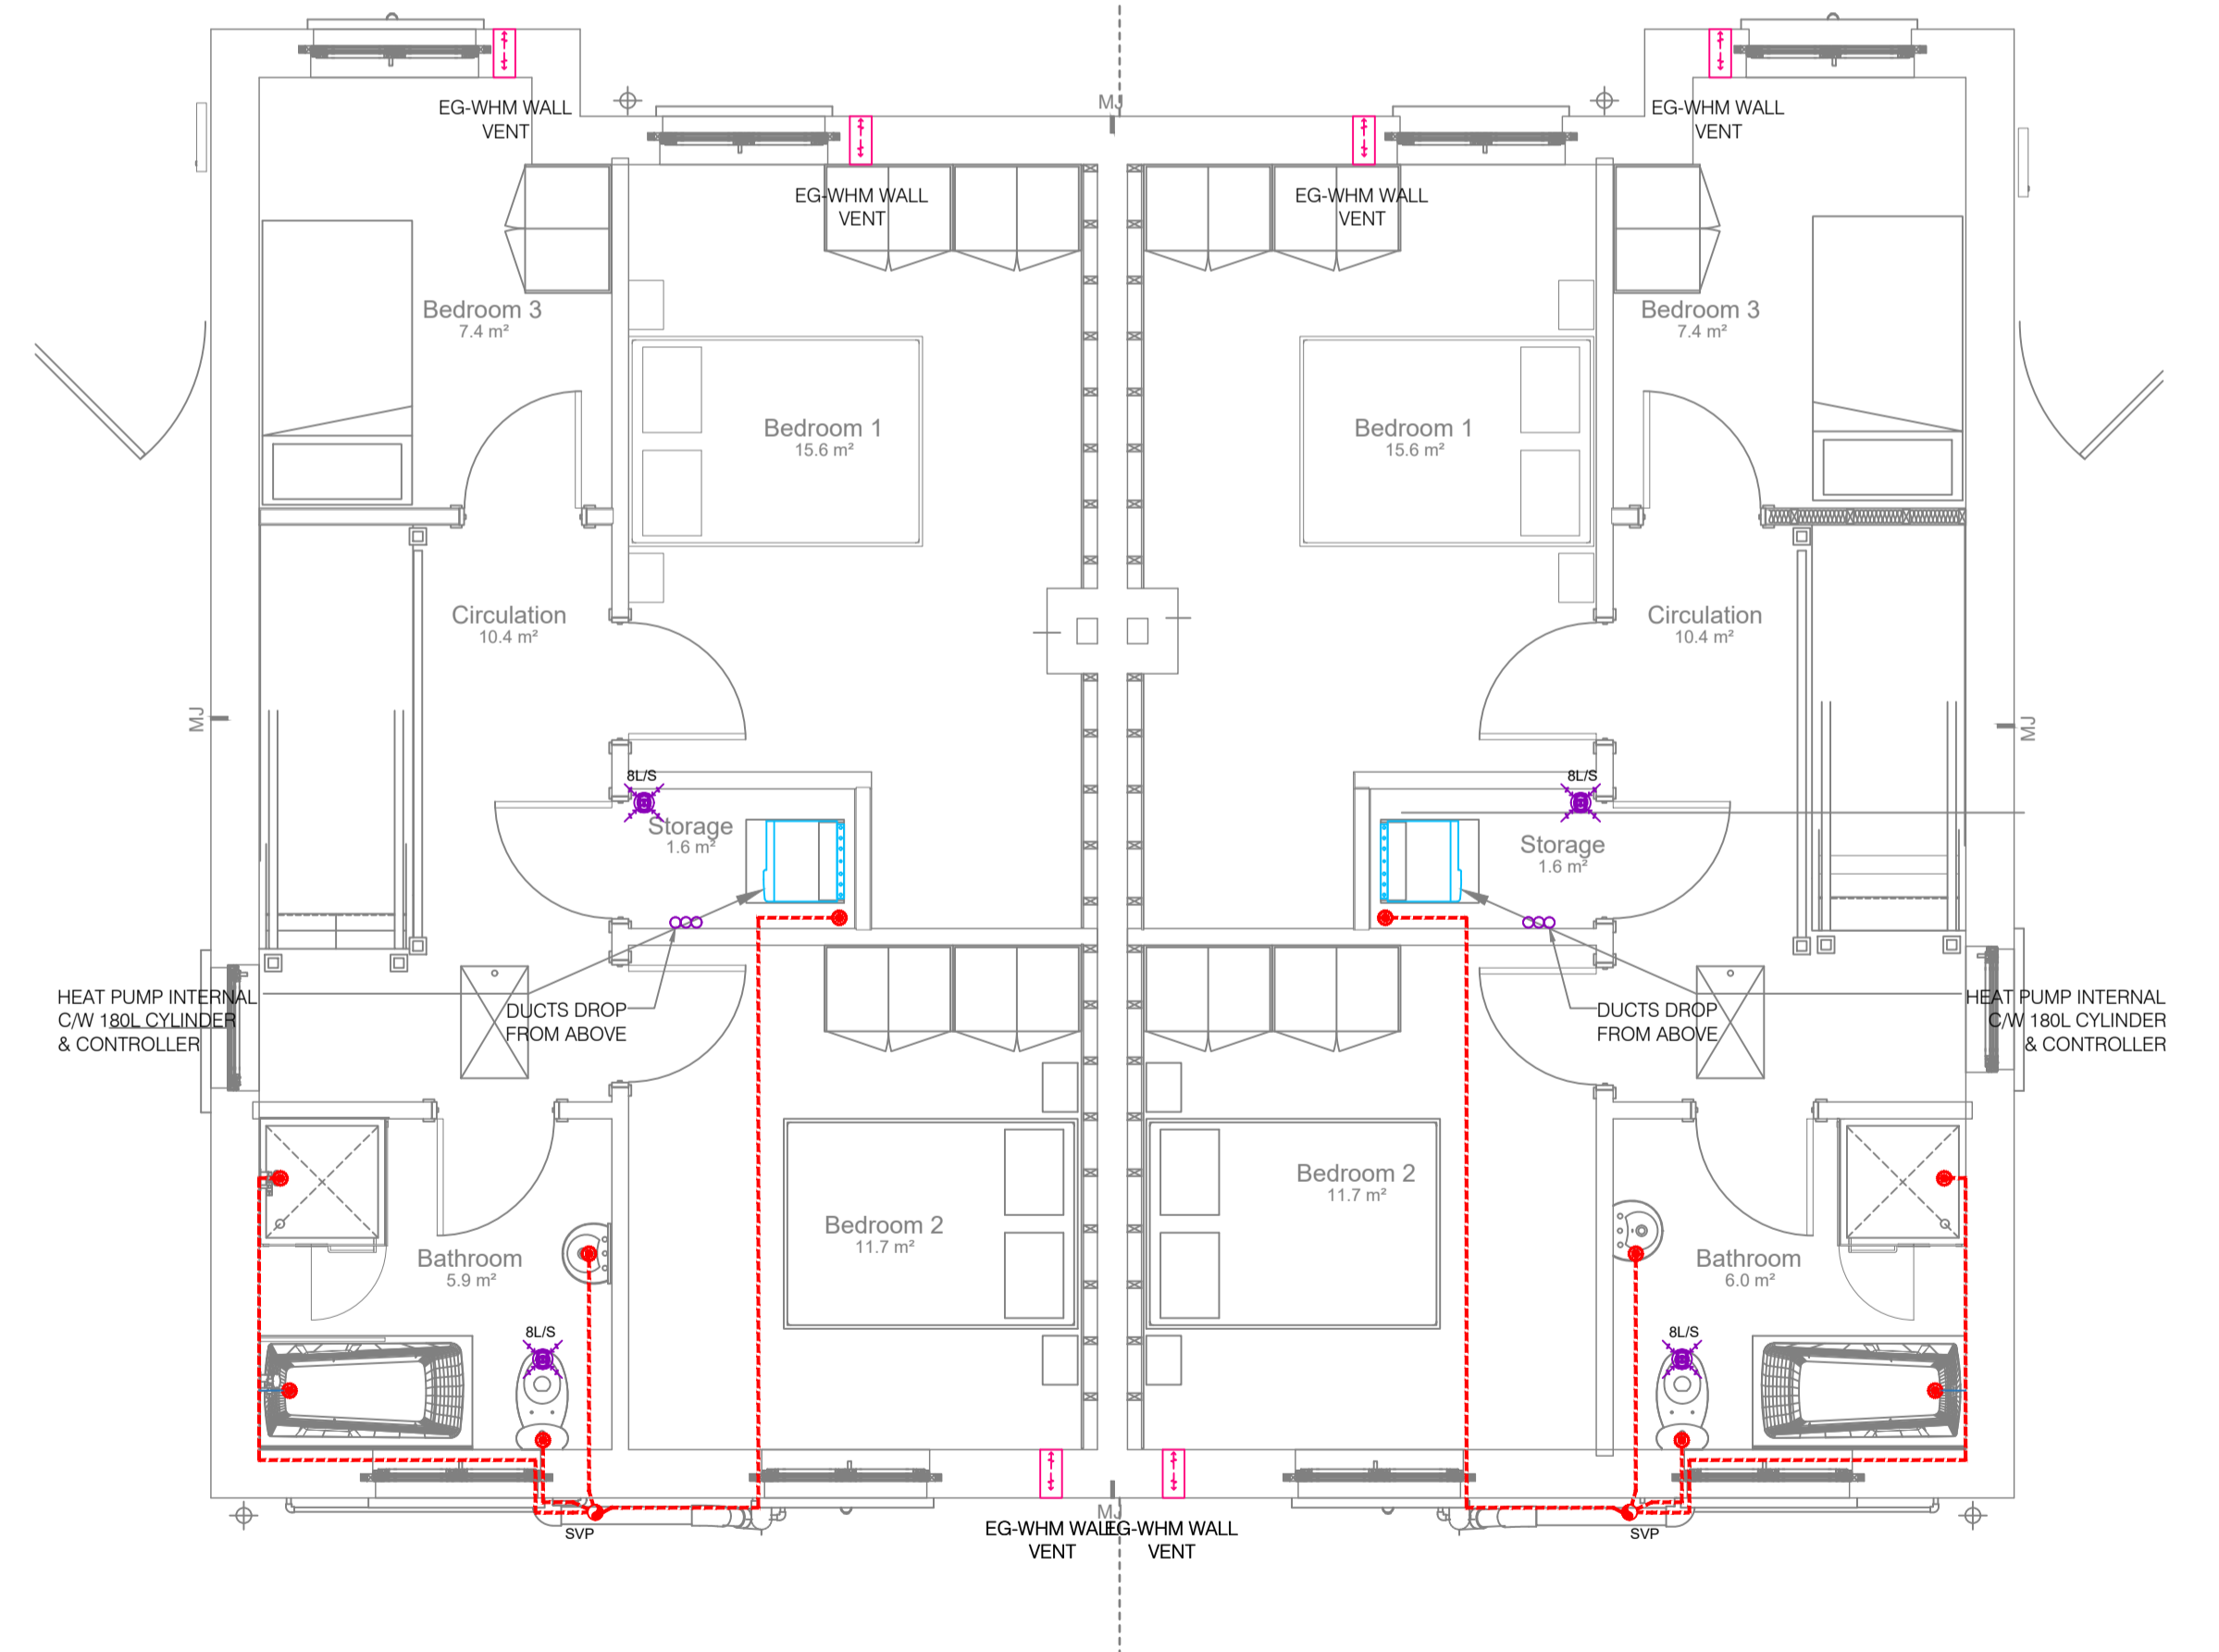 MJ
EG-WHM WALL
VENT
EG-WHM WALL
VENT
EG-WHM WALL
VENT
EG-WHM WALL
VENT
Bedroom 3
7.4 m²
Bedroom 3
7.4 m²
Bedroom 1
15.6 m²
Bedroom 1
15.6 m²
Circulation
10.4 m²
Circulation
10.4 m²
MJ
MJ
8L/S
8L/S
Storage
1.6 m²
Storage
1.6 m²
HEAT PUMP INTERNAL
C/W 180L CYLINDER
& CONTROLLER
DUCTS DROP
FROM ABOVE
DUCTS DROP
FROM ABOVE
HEAT PUMP INTERNAL
C/W 180L CYLINDER
& CONTROLLER
Bedroom 2
11.7 m²
Bedroom 2
11.7 m²
Bathroom
5.9 m²
Bathroom
6.0 m²
8L/S
8L/S
MJ
SVP
SVP
EG-WHM WALL
VENT
EG-WHM WALL
VENT